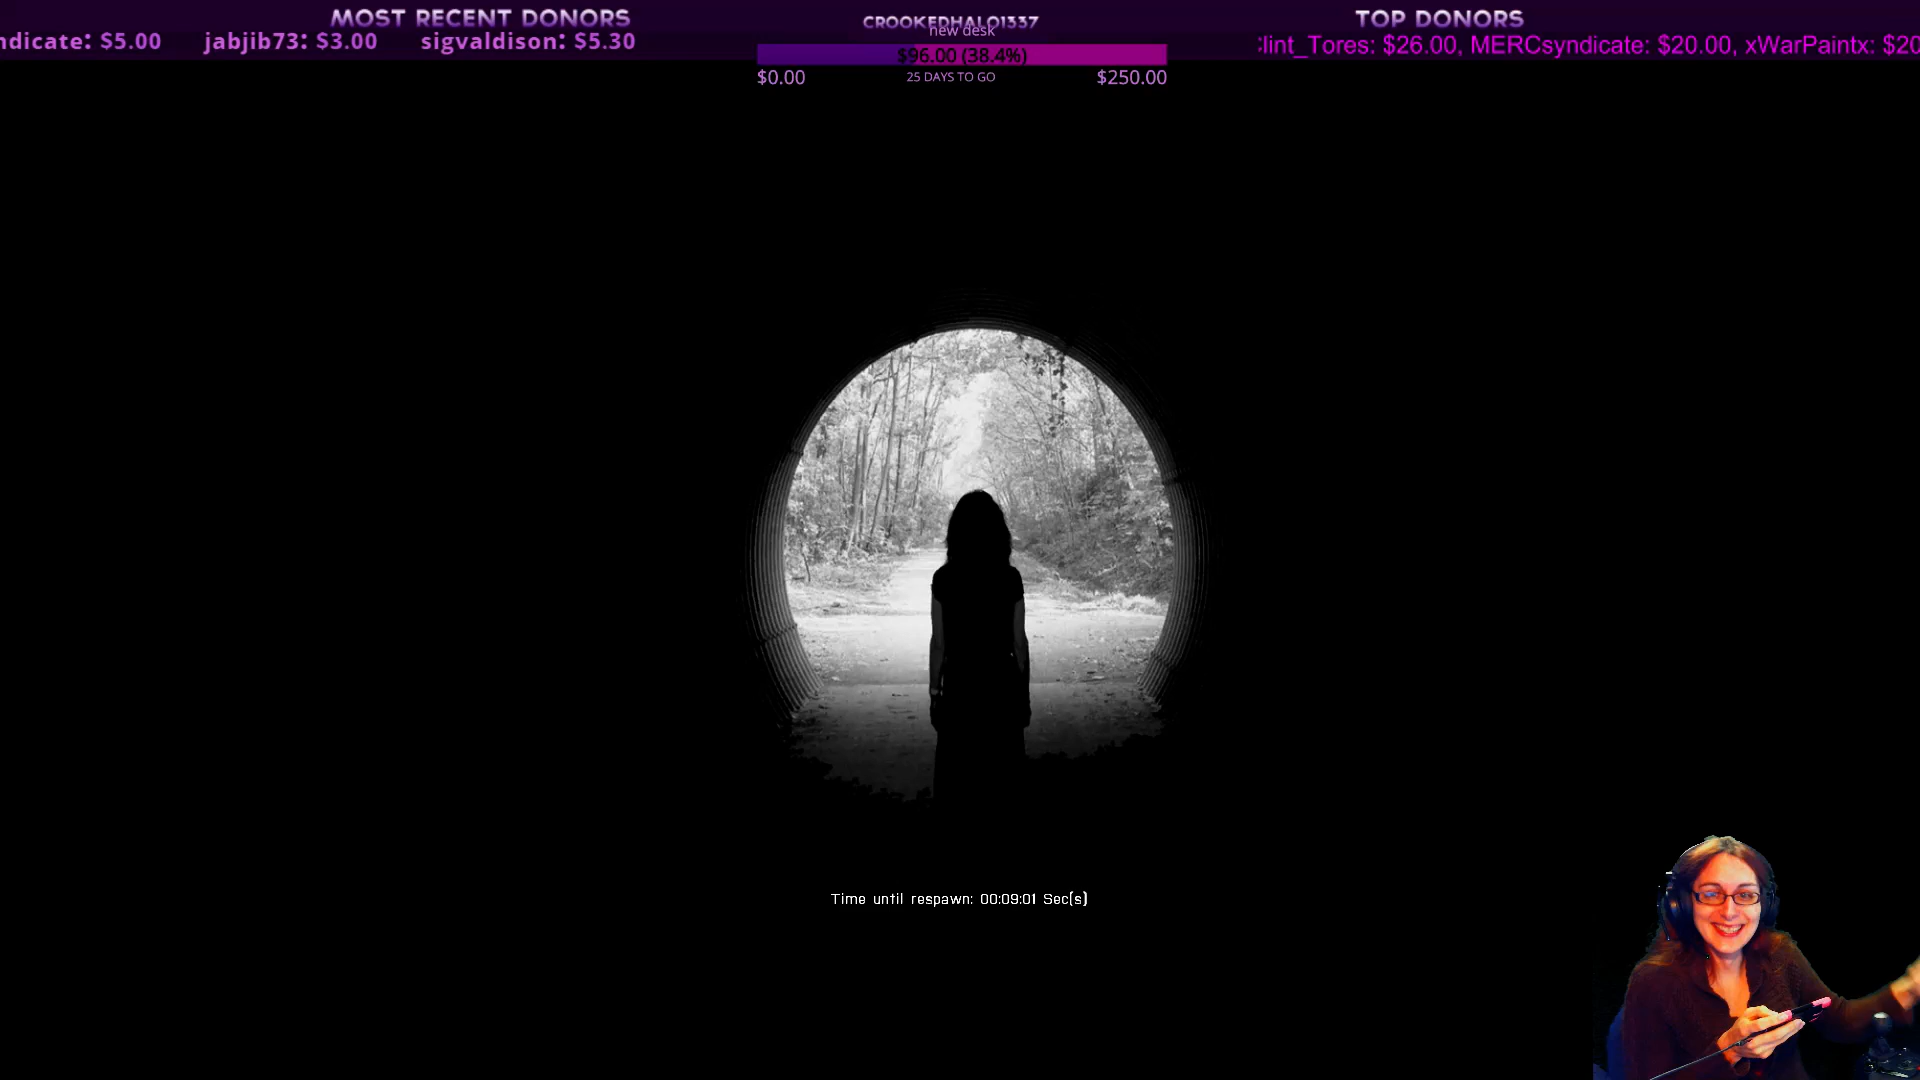 MOST RECENT DONORS
ndicate: $5.00 jabjib73: $3.00 sigvaldison: $5.30
CROOKEDHALO1337
new desk
$96.00 (38.4%)
$0.00 25 DAYS TO GO $250.00
TOP DONORS
lint_Tores: $26.00, MERCsyndicate: $20.00, xWarPaintx: $20
Time until respawn: 00:09:01 Sec(s)